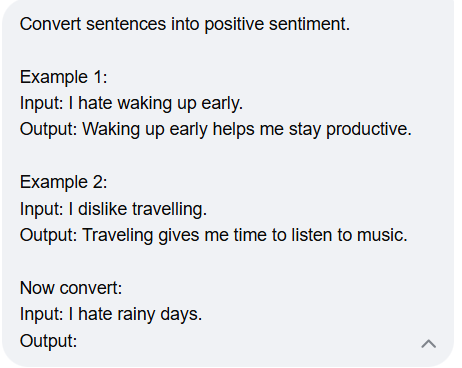 Convert sentences into positive sentiment.
Example 1:
Input: I hate waking up early.
Output: Waking up early helps me stay productive.
Example 2:
Input: I dislike travelling.
Output: Traveling gives me time to listen to music.
Now convert:
Input: I hate rainy days.
Output: